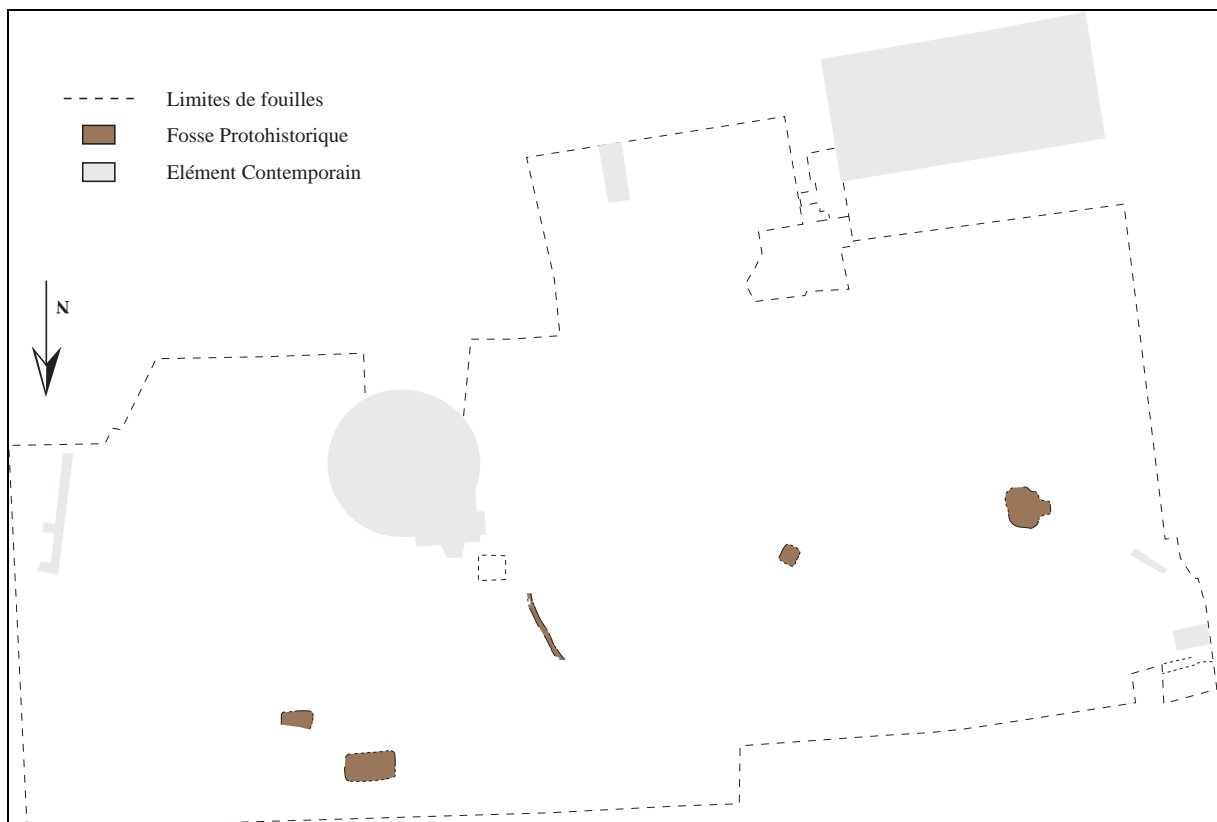 Limites de fouilles
Fosse Protohistorique
Elément Contemporain
N